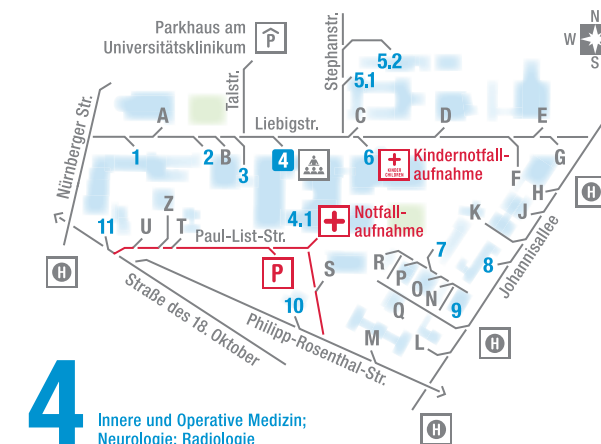 Parkhaus am
Universitätsklinikum
P
N
W
S
Nürnberger Str.
Talstr.
Stephanstr.
5.2
5.1
A
Liebigstr.
C
D
E
1
2
B
3
4
6
KINDER
CHILDREN
Kindernotfall-
aufnahme
G
F
H
H
Z
11
U
T
4.1
Notfall-
aufnahme
K
J
Johannisallee
Paul-List-Str.
P
S
R
P
O
N
7
8
9
Q
H
Straße des 18. Oktober
10
Philipp-Rosenthal-Str.
M
L
H
H
4
Innere und Operative Medizin;
Neurologie; Radiologie